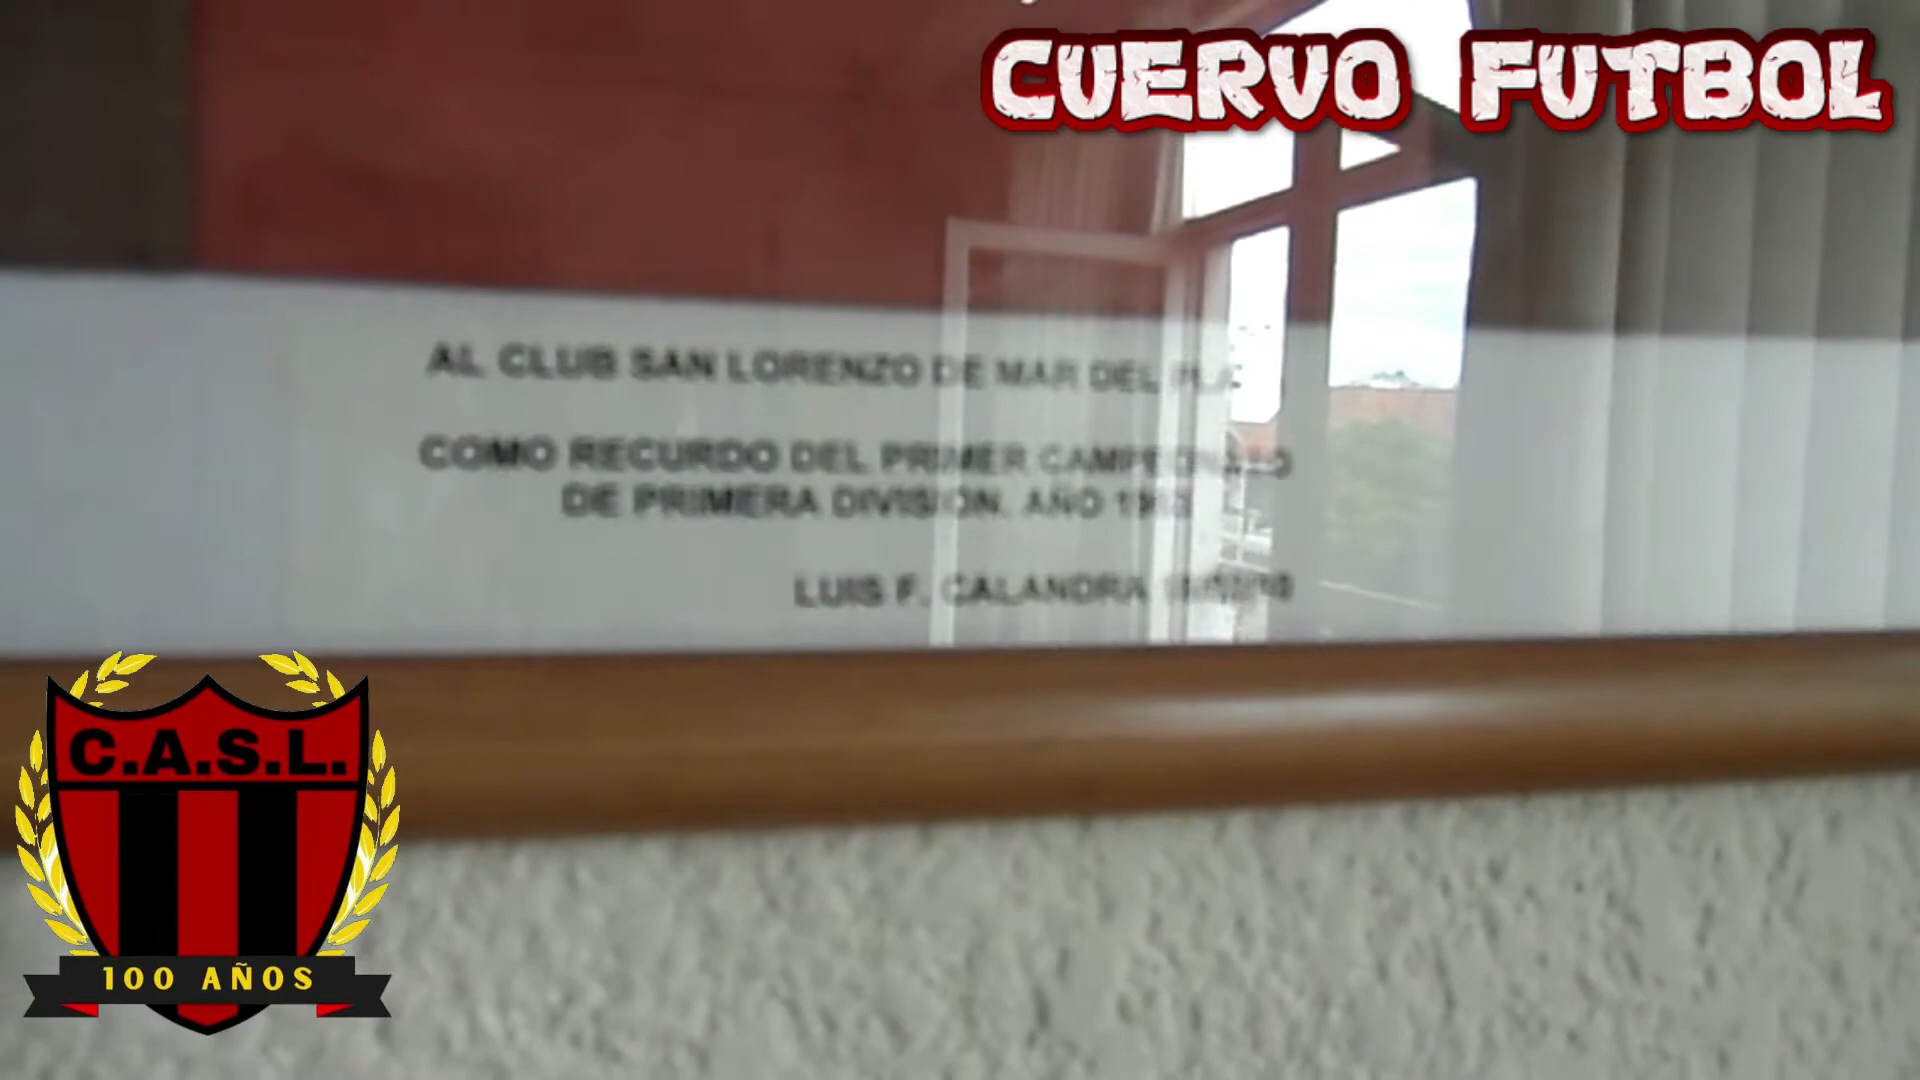 CUERVO FUTBOL
AL CLUB SAN LORENZO DE MAR DEL
COMO RECURDO DEL PRIMER CAMPEONATO
DE PRIMERA DIVISION. AÑO
LUIS F. CALANDRA
C.A.S.L.
100 AÑOS